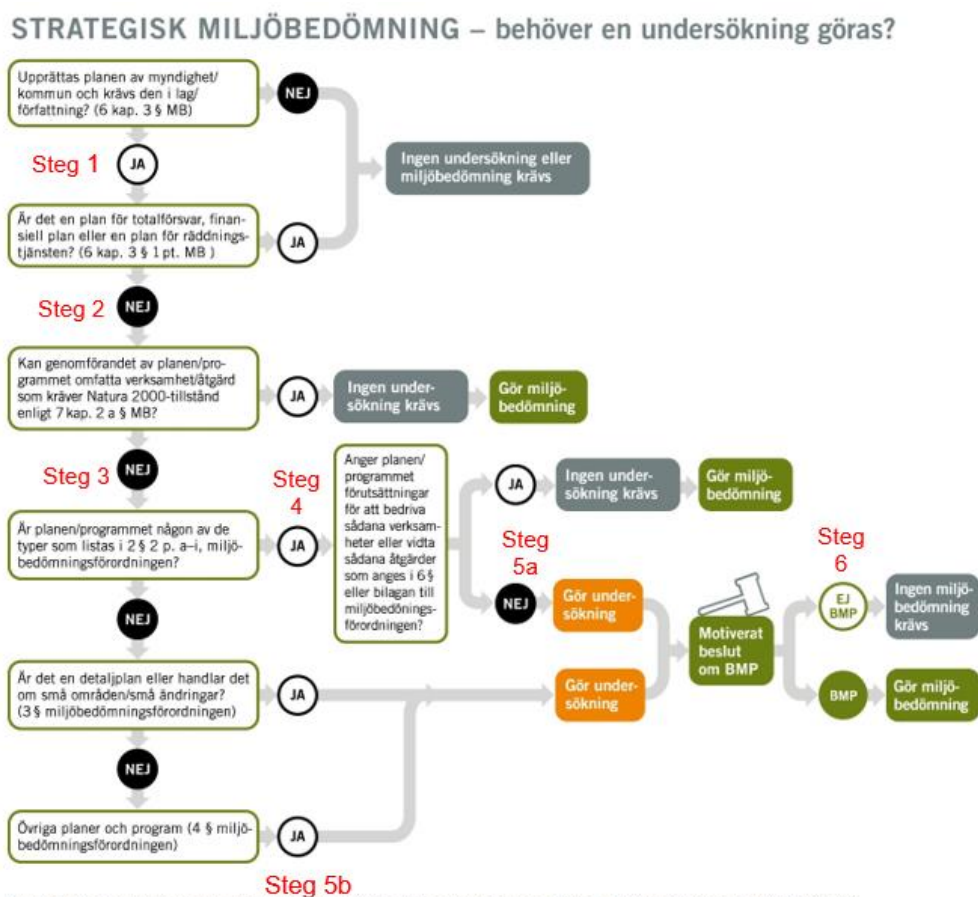 STRATEGISK MILJÖBEDÖMNING – behöver en undersökning göras?
Upprättas planen av myndighet/
kommun och krävs den i lag/
författning? (6 kap. 3 § MB)
NEJ
Steg 1
JA
Ingen undersökning eller
miljöbedömning krävs
Är det en plan för totalförsvar, finan-
siell plan eller en plan för räddnings-
tjänsten? (6 kap. 3 § 1 pt. MB )
JA
Steg 2
NEJ
Kan genomförandet av planen/pro-
grammet omfatta verksamhet/åtgärd
som kräver Natura 2000-tillstånd
enligt 7 kap. 2 a § MB?
JA
Ingen under-
sökning krävs
Gör miljö-
bedömning
Steg 3
NEJ
Är planen/programmet någon av de
typer som listas i 2 § 2 p. a–i, miljö-
bedömningsförordningen?
Steg
4
JA
Anger planen/
programmet
förutsättningar
för att bedriva
sådana verksam-
heter eller vidta
sådana åtgärder
som anges i 6 §
eller bilagan till
miljöbedönings-
förordningen?
JA
Ingen under-
sökning krävs
Gör miljö-
bedömning
Steg
5a
NEJ
Gör under-
sökning
Motiverat
beslut
om BMP
Steg
6
EJ
BMP
Ingen miljö-
bedömning
krävs
BMP
Gör miljö-
bedömning
NEJ
Är det en detaljplan eller handlar det
om små områden/små ändringar?
(3 § miljöbedömningsförordningen)
JA
Gör under-
sökning
NEJ
Övriga planer och program (4 § miljö-
bedömningsförordningen)
JA
Steg 5b